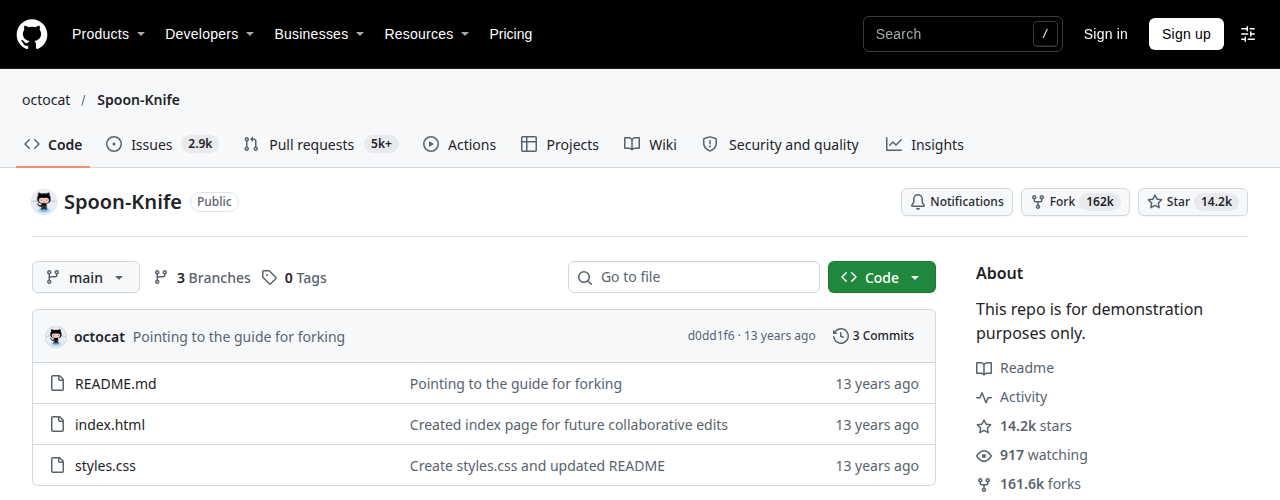 Products Developers Businesses Resources Pricing Search / Sign in Sign up
octocat / Spoon-Knife
Code Issues 2.9k Pull requests 5k+ Actions Projects Wiki Security and quality Insights
Spoon-Knife Public Notifications Fork 162k Star 14.2k
main 3 Branches 0 Tags Go to file Code
octocat Pointing to the guide for forking d0dd1f6 · 13 years ago 3 Commits
README.md Pointing to the guide for forking 13 years ago
index.html Created index page for future collaborative edits 13 years ago
styles.css Create styles.css and updated README 13 years ago
About
This repo is for demonstration
purposes only.
Readme
Activity
14.2k stars
917 watching
161.6k forks